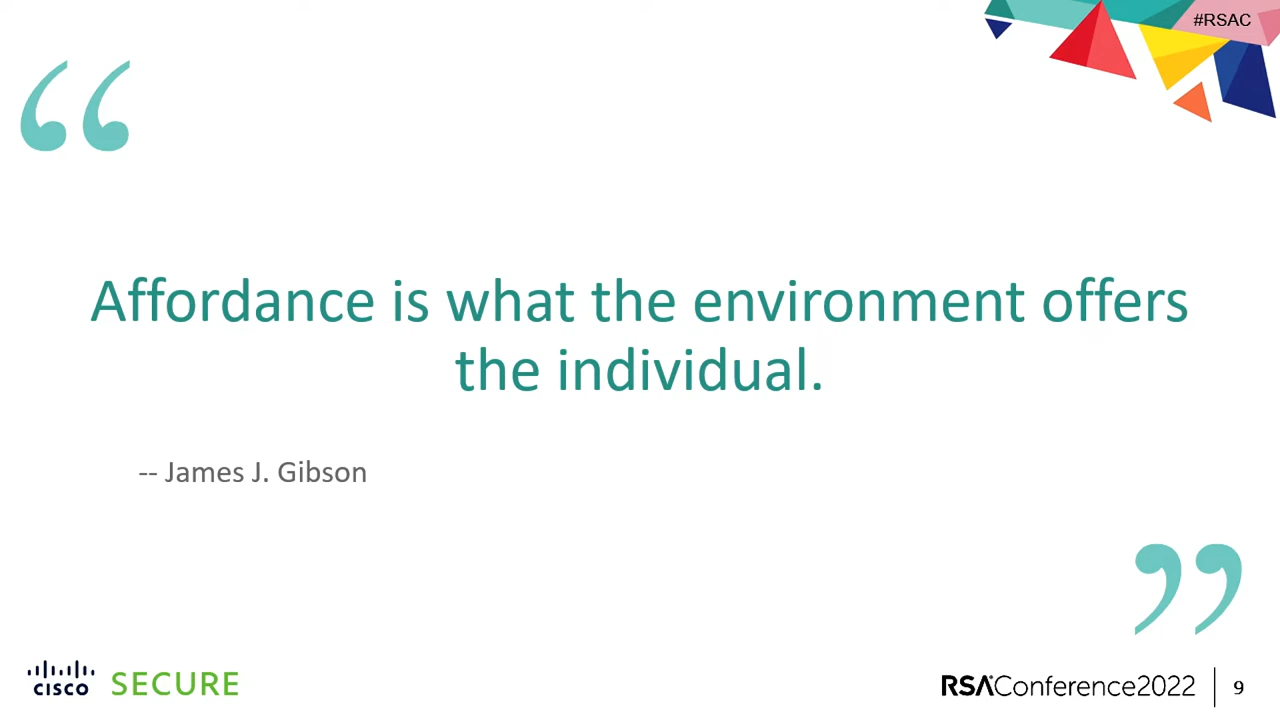 #RSAC
“
Affordance is what the environment offers
the individual.
-- James J. Gibson
”
CISCO SECURE
RSAConference2022 | 9